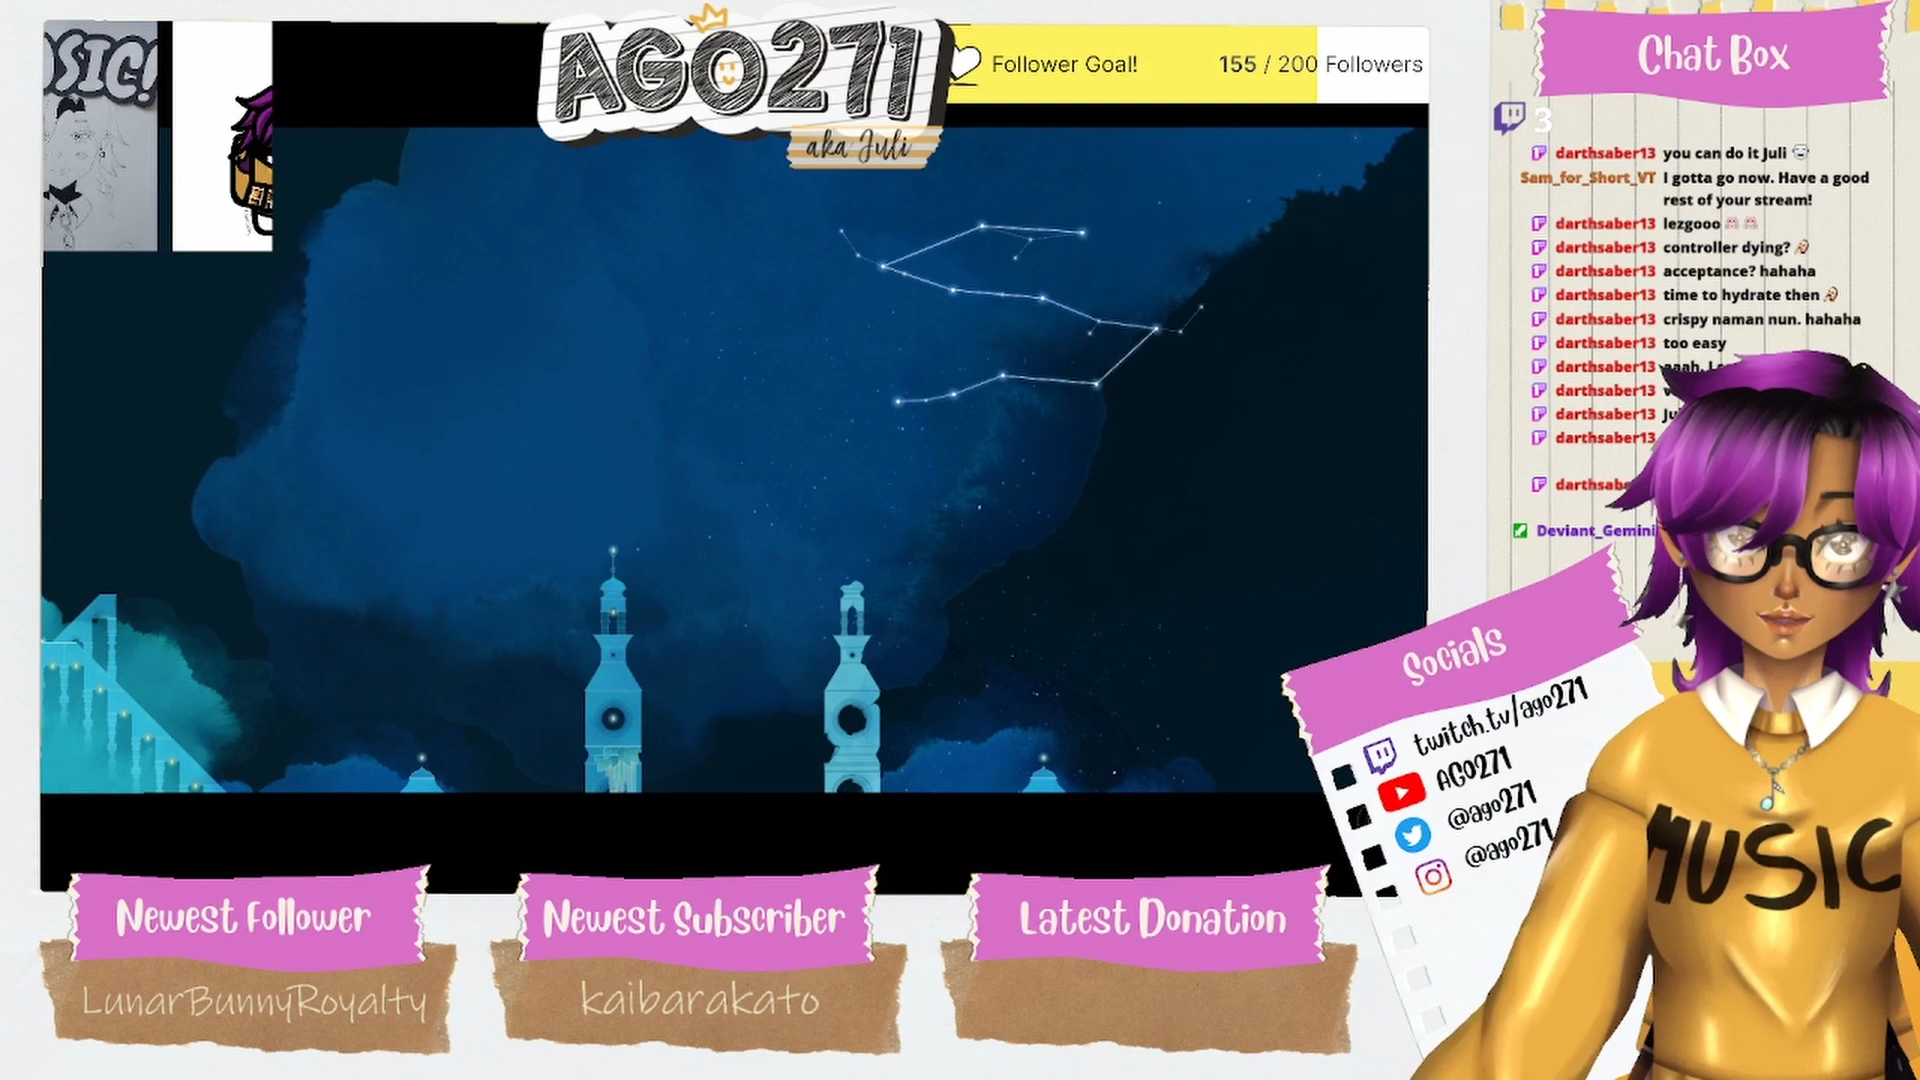 USIC!
AGO271
aka Juli
Follower Goal!
155 / 200 Followers
Chat Box
3
darthsaber13 you can do it Juli
Sam_for_Short_VT I gotta go now. Have a good
rest of your stream!
darthsaber13 lezgooo
darthsaber13 controller dying?
darthsaber13 acceptance? hahaha
darthsaber13 time to hydrate then
darthsaber13 crispy naman nun. hahaha
darthsaber13 too easy
darthsaber13
darthsaber13
darthsaber13
darthsaber13
Deviant_Gemini
Socials
twitch.tv/ago271
AGO271
@ago271
@ago271
MUSIC
Newest Follower
LunarBunnyRoyalty
Newest Subscriber
kaibarakato
Latest Donation